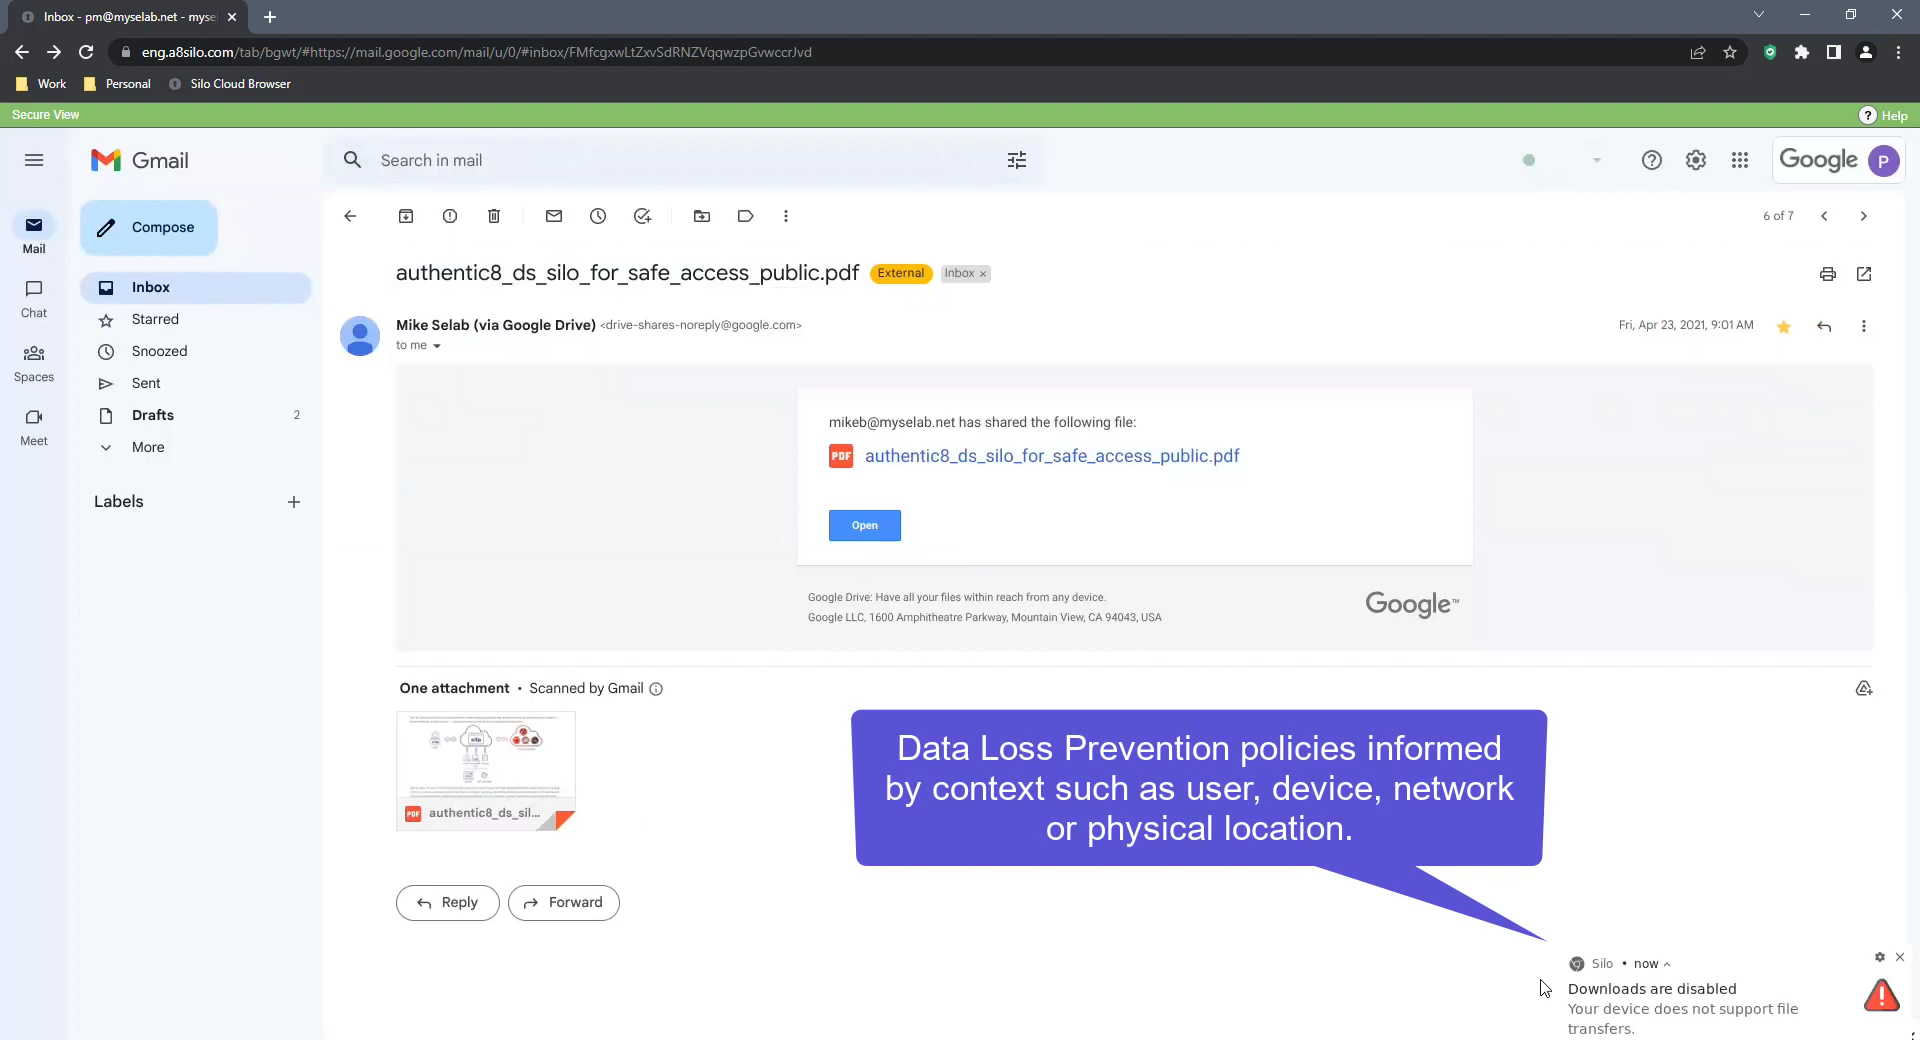 Inbox - pm@myselab.net - myse
eng.a8silo.com/tab/bgwt/#https://mail.google.com/mail/u/0/#inbox/FMfcgxwLtZxvSdRNZVqqwzpGvwccrJvd
Work
Personal
Silo Cloud Browser
Secure View
? Help
Gmail
Search in mail
Google
P
Mail
Chat
Spaces
Meet
Compose
Inbox
Starred
Snoozed
Sent
Drafts 2
More
Labels
6 of 7
authentic8_ds_silo_for_safe_access_public.pdf External Inbox ×
Mike Selab (via Google Drive) <drive-shares-noreply@google.com>
Fri, Apr 23, 2021, 9:01 AM
to me
mikeb@myselab.net has shared the following file:
PDF authentic8_ds_silo_for_safe_access_public.pdf
Open
Google Drive: Have all your files within reach from any device.
Google LLC, 1600 Amphitheatre Parkway, Mountain View, CA 94043, USA
Google™
One attachment • Scanned by Gmail
silo
PDF authentic8_ds_sil...
Reply
Forward
Data Loss Prevention policies informed
by context such as user, device, network
or physical location.
Silo • now
Downloads are disabled
Your device does not support file
transfers.